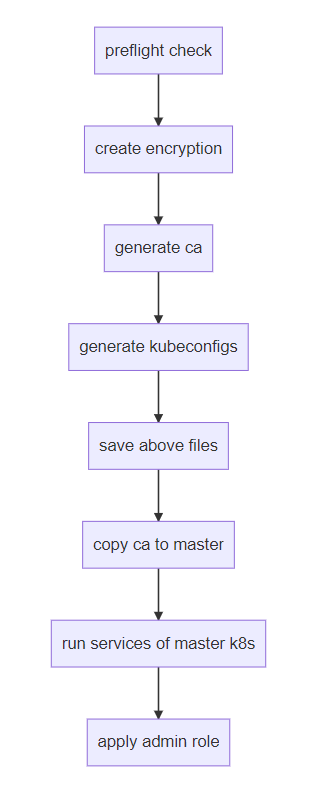 preflight check
create encryption
generate ca
generate kubeconfigs
save above files
copy ca to master
run services of master k8s
apply admin role